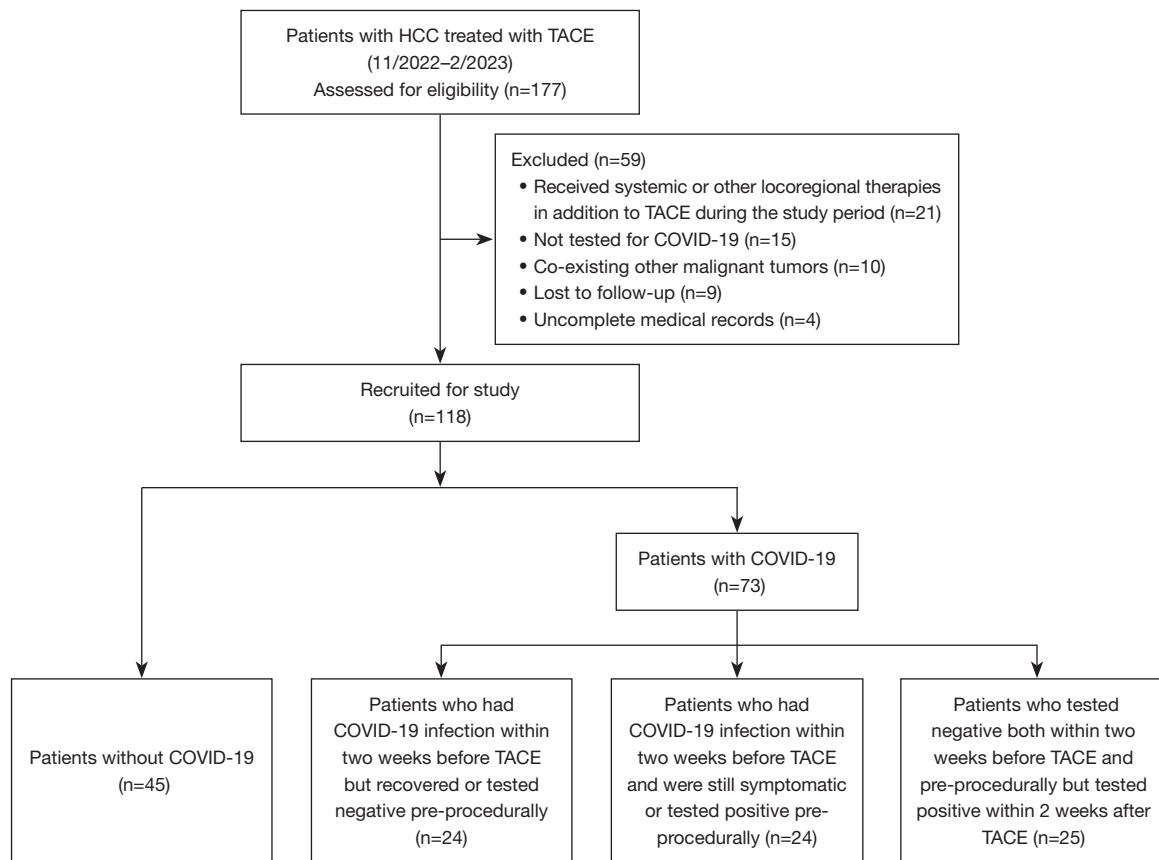 Patients with HCC treated with TACE
(11/2022–2/2023)
Assessed for eligibility (n=177)
Excluded (n=59)
• Received systemic or other locoregional therapies
in addition to TACE during the study period (n=21)
• Not tested for COVID-19 (n=15)
• Co-existing other malignant tumors (n=10)
• Lost to follow-up (n=9)
• Uncomplete medical records (n=4)
Recruited for study
(n=118)
Patients with COVID-19
(n=73)
Patients without COVID-19
(n=45)
Patients who had
COVID-19 infection within
two weeks before TACE
but recovered or tested
negative pre-procedurally
(n=24)
Patients who had
COVID-19 infection within
two weeks before TACE
and were still symptomatic
or tested positive pre-
procedurally (n=24)
Patients who tested
negative both within two
weeks before TACE and
pre-procedurally but tested
positive within 2 weeks after
TACE (n=25)